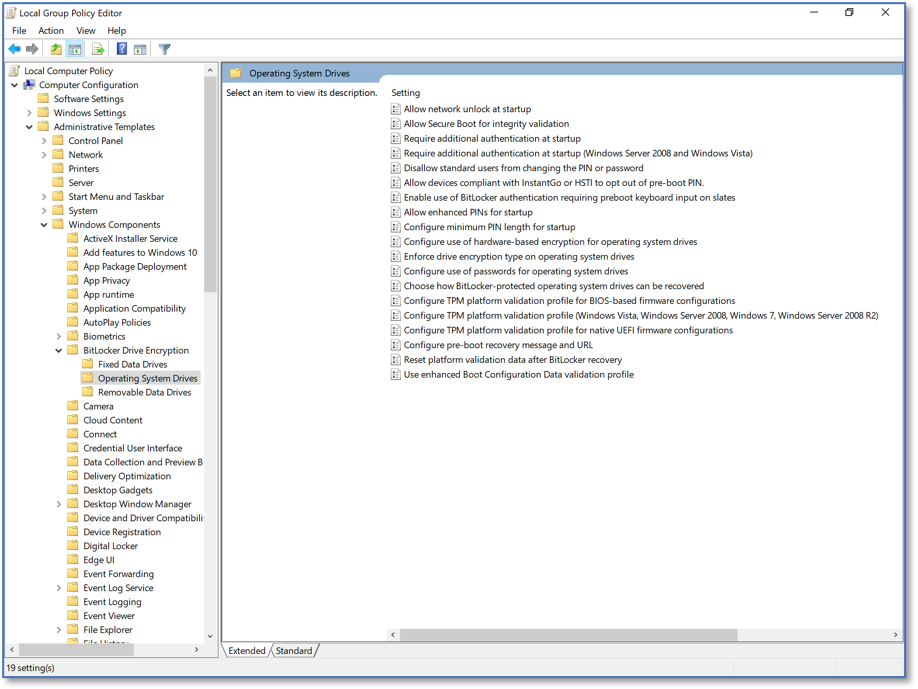 Local Group Policy Editor
File Action View Help
Local Computer Policy
Computer Configuration
Software Settings
Windows Settings
Administrative Templates
Control Panel
Network
Printers
Server
Start Menu and Taskbar
System
Windows Components
ActiveX Installer Service
Add features to Windows 10
App Package Deployment
App Privacy
App runtime
Application Compatibility
AutoPlay Policies
Biometrics
BitLocker Drive Encryption
Fixed Data Drives
Operating System Drives
Removable Data Drives
Camera
Cloud Content
Connect
Credential User Interface
Data Collection and Preview B
Delivery Optimization
Desktop Gadgets
Desktop Window Manager
Device and Driver Compatibili
Device Registration
Digital Locker
Edge UI
Event Forwarding
Event Log Service
Event Logging
Event Viewer
File Explorer
File History
Operating System Drives
Select an item to view its description.
Setting
Allow network unlock at startup
Allow Secure Boot for integrity validation
Require additional authentication at startup
Require additional authentication at startup (Windows Server 2008 and Windows Vista)
Disallow standard users from changing the PIN or password
Allow devices compliant with InstantGo or HSTI to opt out of pre-boot PIN.
Enable use of BitLocker authentication requiring preboot keyboard input on slates
Allow enhanced PINs for startup
Configure minimum PIN length for startup
Configure use of hardware-based encryption for operating system drives
Enforce drive encryption type on operating system drives
Configure use of passwords for operating system drives
Choose how BitLocker-protected operating system drives can be recovered
Configure TPM platform validation profile for BIOS-based firmware configurations
Configure TPM platform validation profile (Windows Vista, Windows Server 2008, Windows 7, Windows Server 2008 R2)
Configure TPM platform validation profile for native UEFI firmware configurations
Configure pre-boot recovery message and URL
Reset platform validation data after BitLocker recovery
Use enhanced Boot Configuration Data validation profile
Extended Standard
19 setting(s)